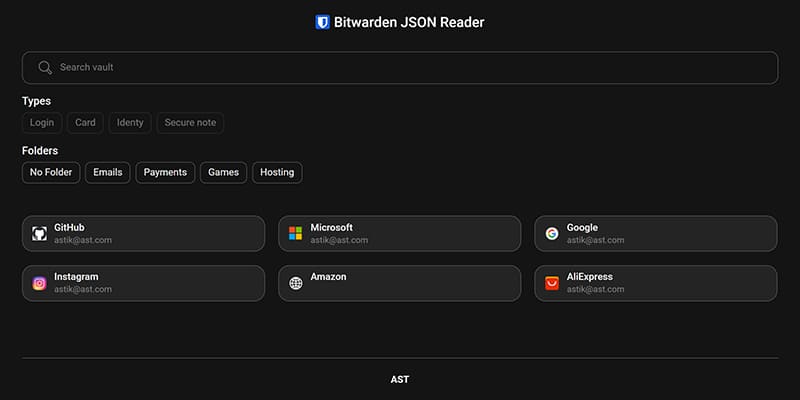 Bitwarden JSON Reader
Search vault
Types
Login Card Identy Secure note
Folders
No Folder Emails Payments Games Hosting
GitHub
astik@ast.com
Microsoft
astik@ast.com
Google
astik@ast.com
Instagram
astik@ast.com
Amazon
AliExpress
astik@ast.com
AST